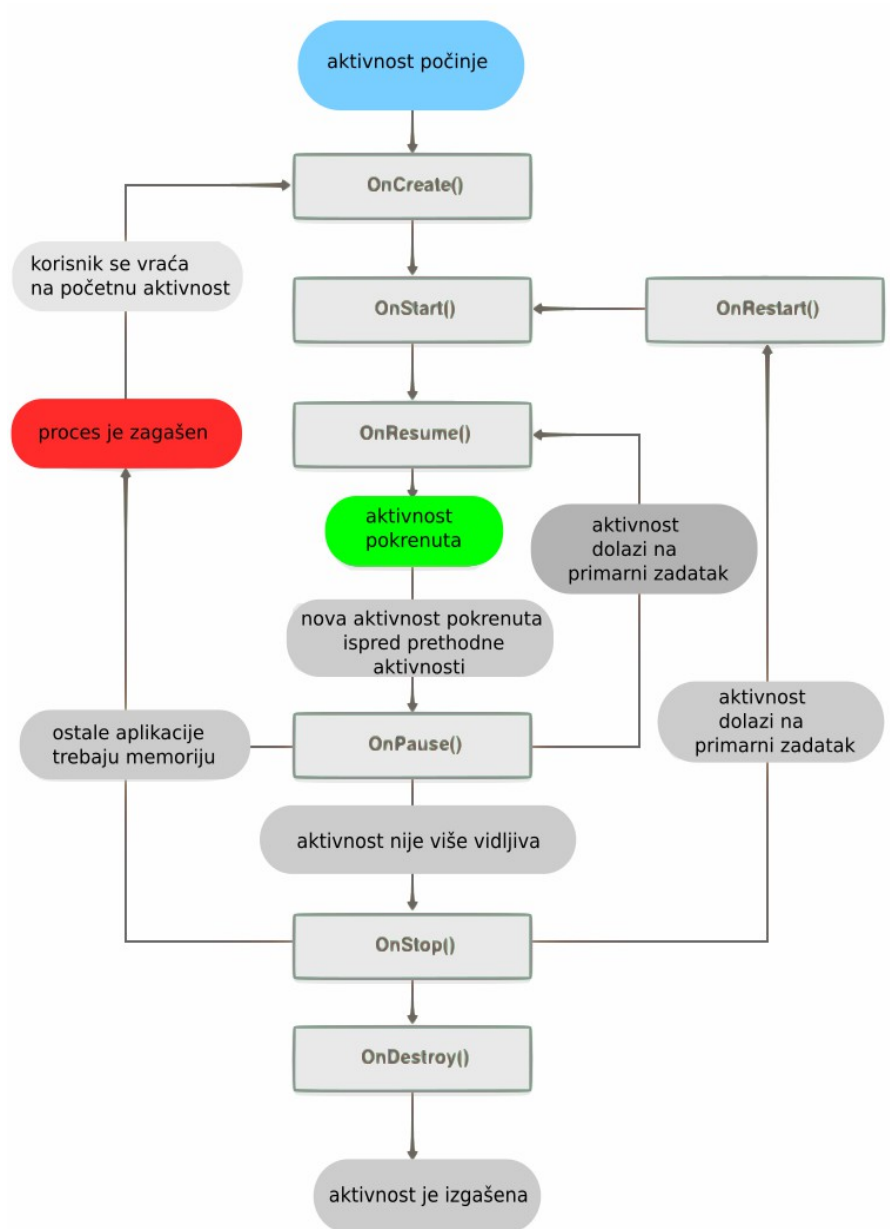 aktivnost počinje
OnCreate()
korisnik se vraća
na početnu aktivnost
OnStart()
OnRestart()
proces je zagašen
OnResume()
aktivnost
pokrenuta
aktivnost
dolazi na
primarni zadatak
nova aktivnost pokrenuta
ispred prethodne
aktivnosti
aktivnost
dolazi na
primarni zadatak
ostale aplikacije
trebaju memoriju
OnPause()
aktivnost nije više vidljiva
OnStop()
OnDestroy()
aktivnost je izgašena